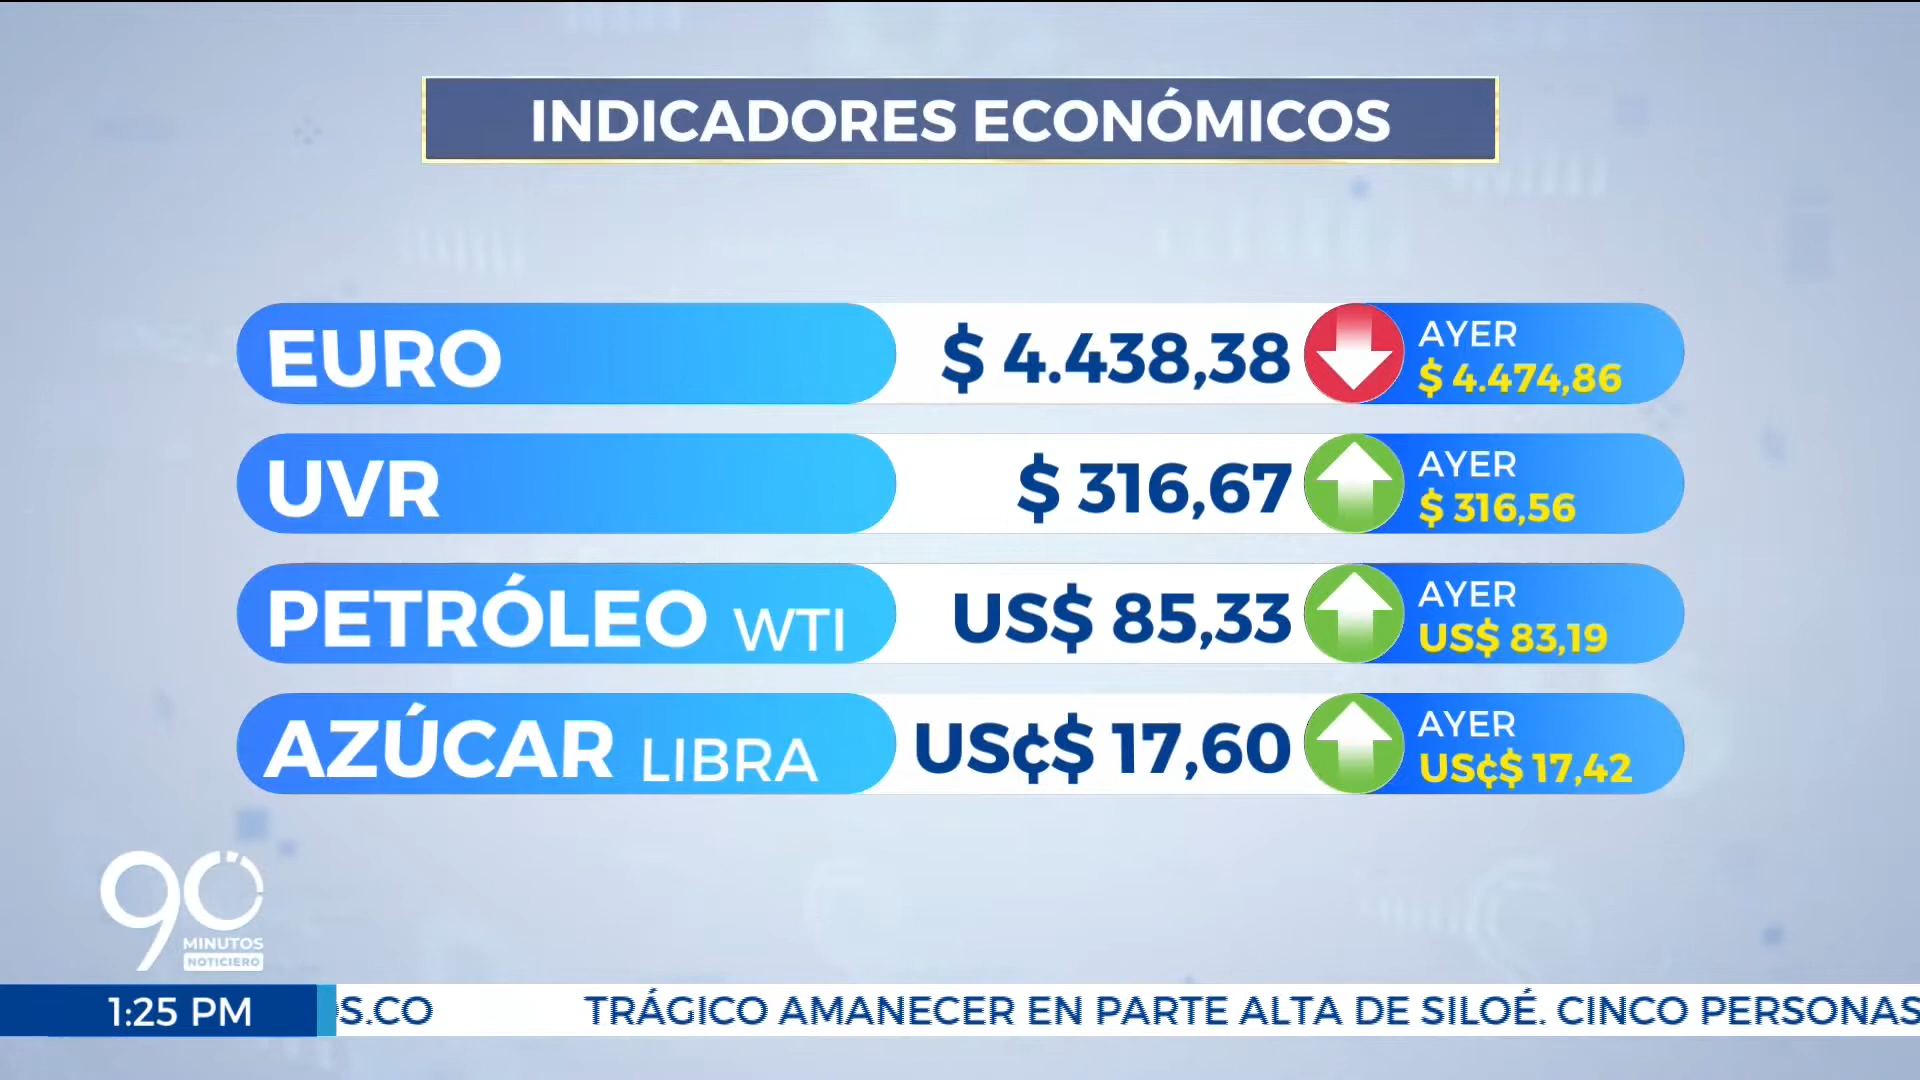 INDICADORES ECONÓMICOS
EURO $ 4.438,38 AYER $ 4.474,86
UVR $ 316,67 AYER $ 316,56
PETRÓLEO WTI US$ 85,33 AYER US$ 83,19
AZÚCAR LIBRA US¢$ 17,60 AYER US¢$ 17,42
90
MINUTOS
NOTICIERO
1:25 PM S.CO TRÁGICO AMANECER EN PARTE ALTA DE SILOÉ. CINCO PERSONAS